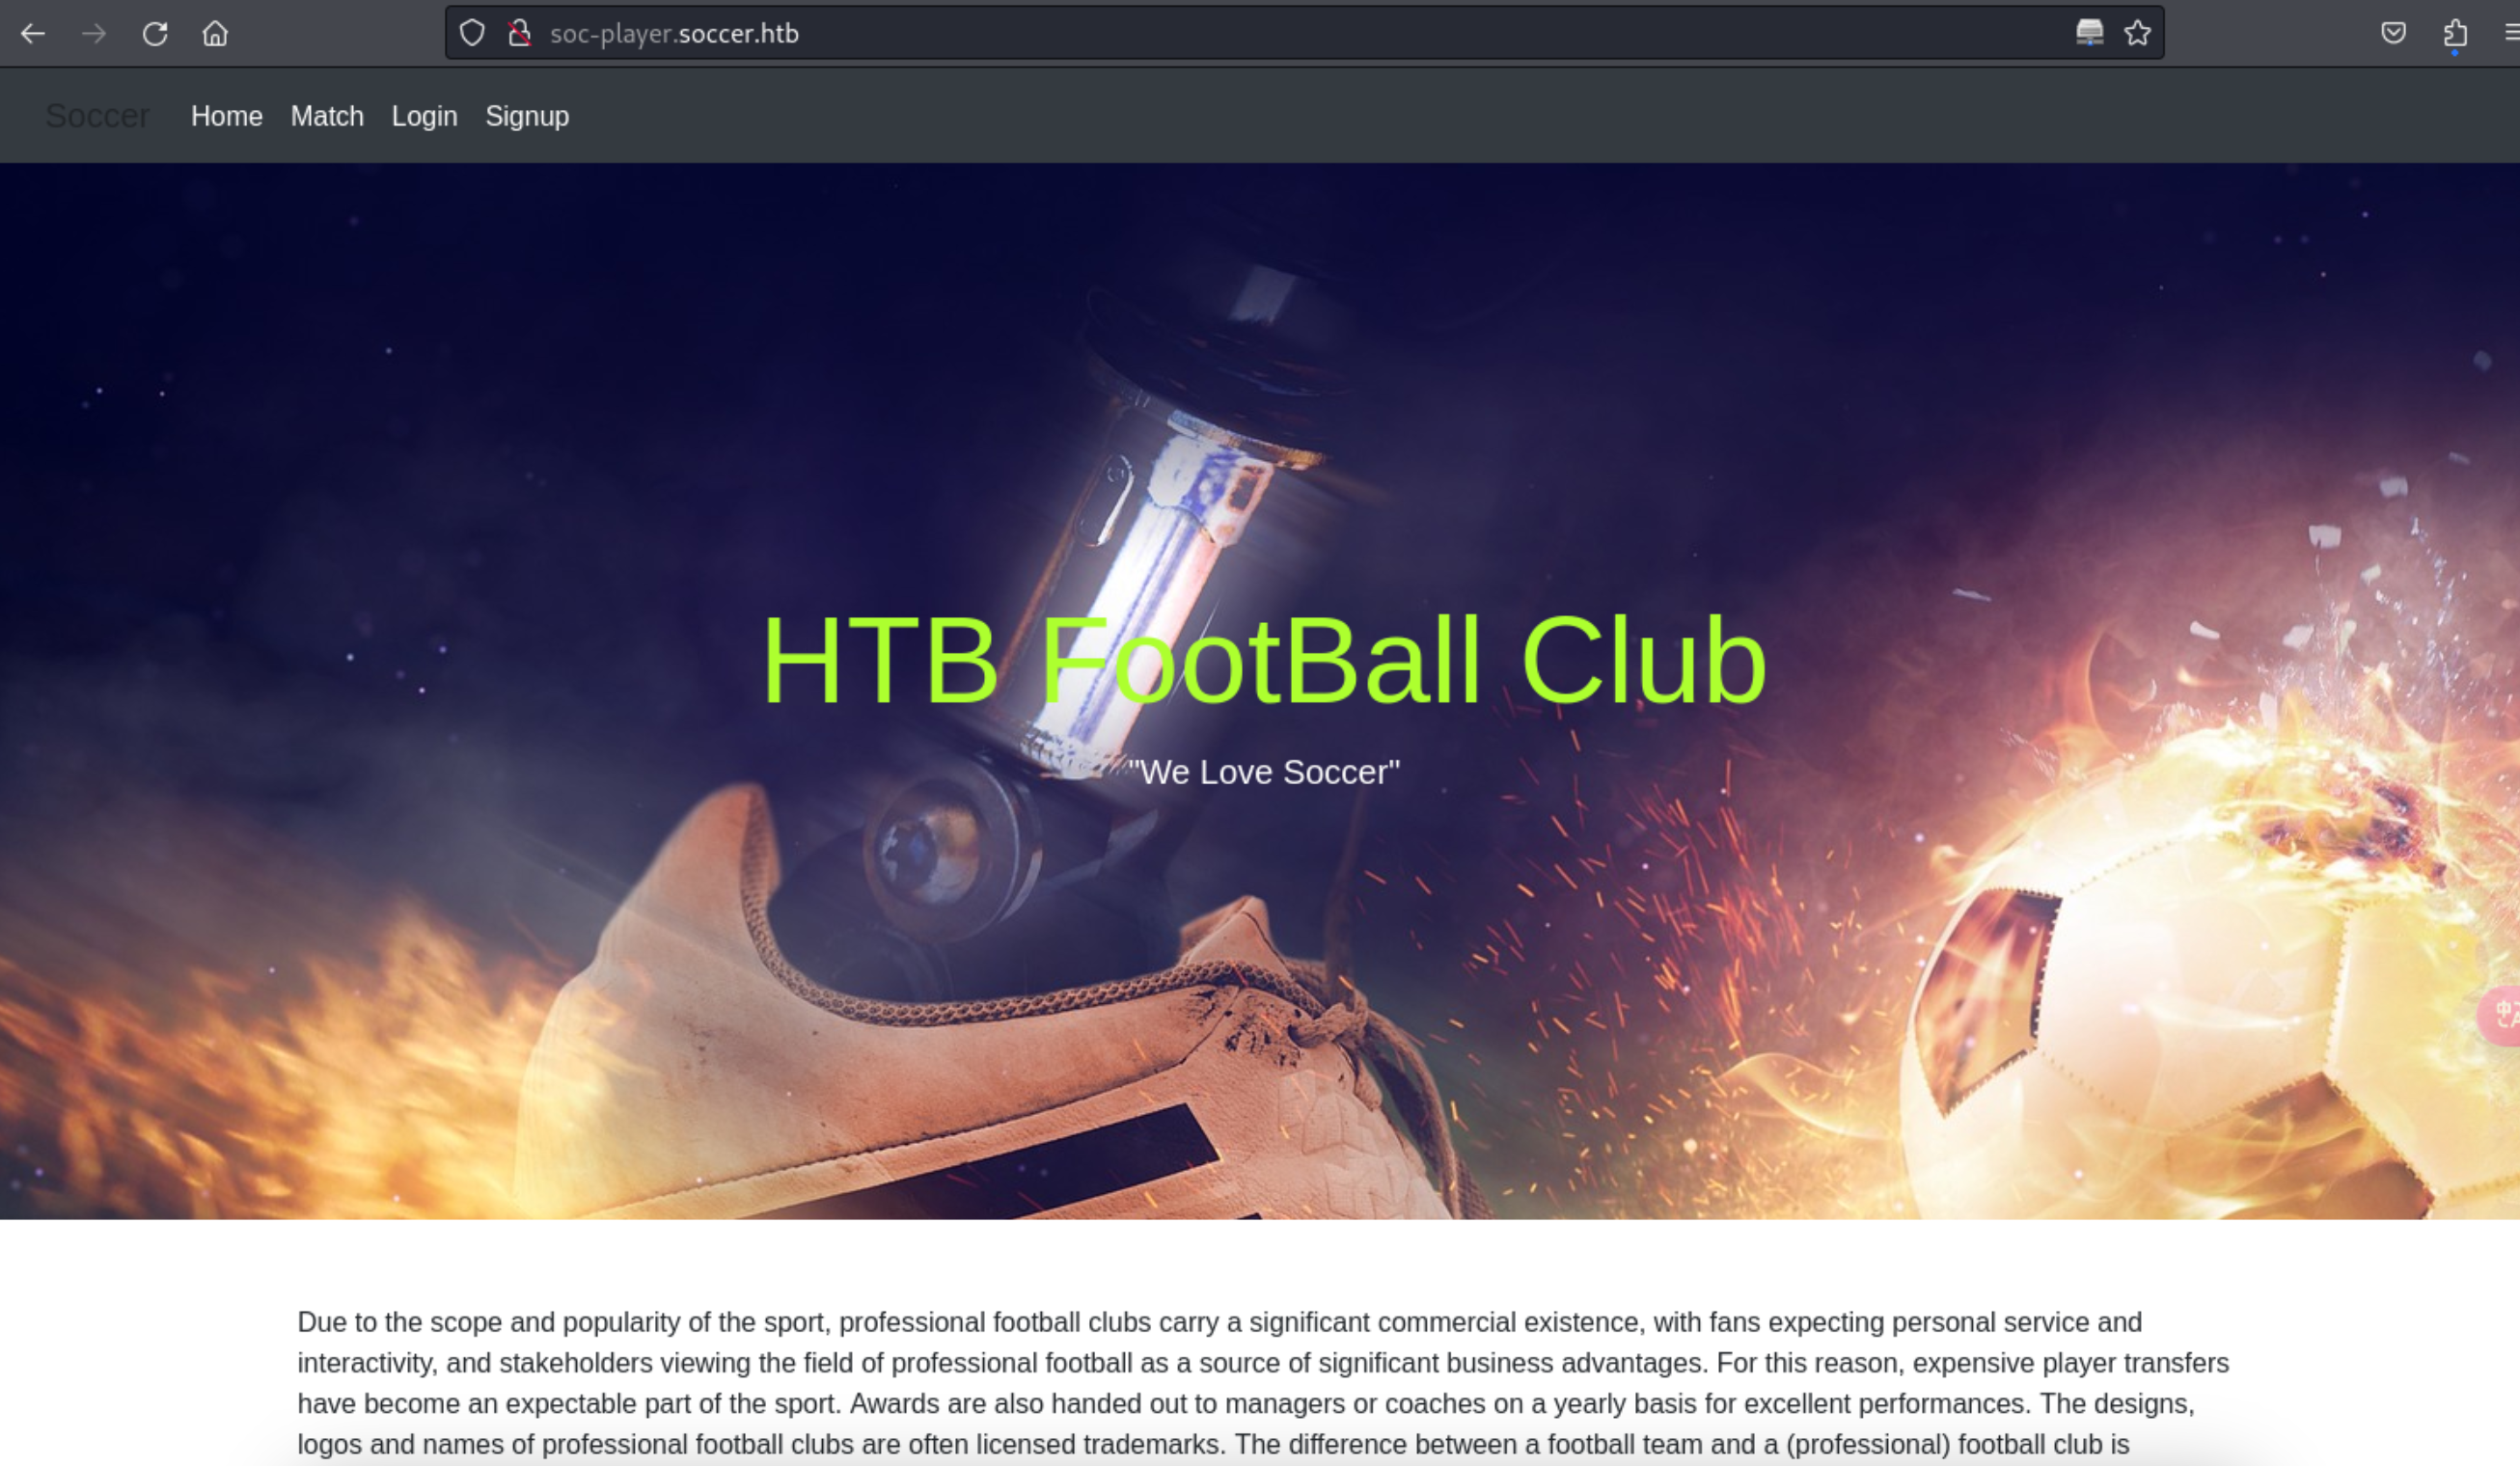 soc-player.soccer.htb
Soccer Home Match Login Signup
HTB FootBall Club
"We Love Soccer"
Due to the scope and popularity of the sport, professional football clubs carry a significant commercial existence, with fans expecting personal service and
interactivity, and stakeholders viewing the field of professional football as a source of significant business advantages. For this reason, expensive player transfers
have become an expectable part of the sport. Awards are also handed out to managers or coaches on a yearly basis for excellent performances. The designs,
logos and names of professional football clubs are often licensed trademarks. The difference between a football team and a (professional) football club is